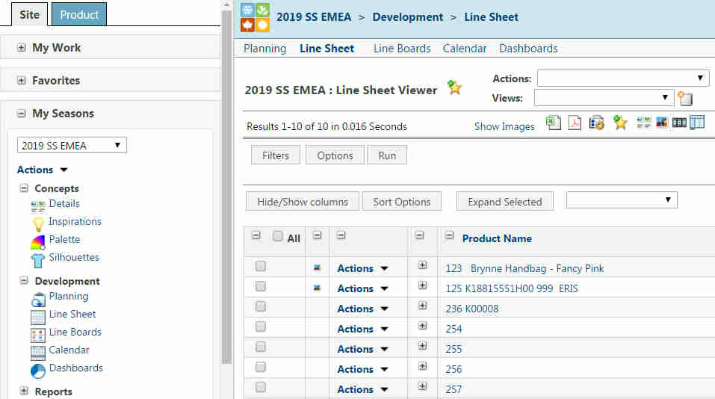 Site Product
My Work
Favorites
My Seasons
2019 SS EMEA
Actions
Concepts
Details
Inspirations
Palette
Silhouettes
Development
Planning
Line Sheet
Line Boards
Calendar
Dashboards
Reports
2019 SS EMEA > Development > Line Sheet
Planning Line Sheet Line Boards Calendar Dashboards
2019 SS EMEA : Line Sheet Viewer
Actions:
Views:
Results 1-10 of 10 in 0.016 Seconds Show Images
Filters Options Run
Hide/Show columns Sort Options Expand Selected
All Product Name
Actions 123 Brynne Handbag - Fancy Pink
Actions 125 K18815551H00 999 ERIS
Actions 236 K00008
Actions 254
Actions 255
Actions 256
Actions 257